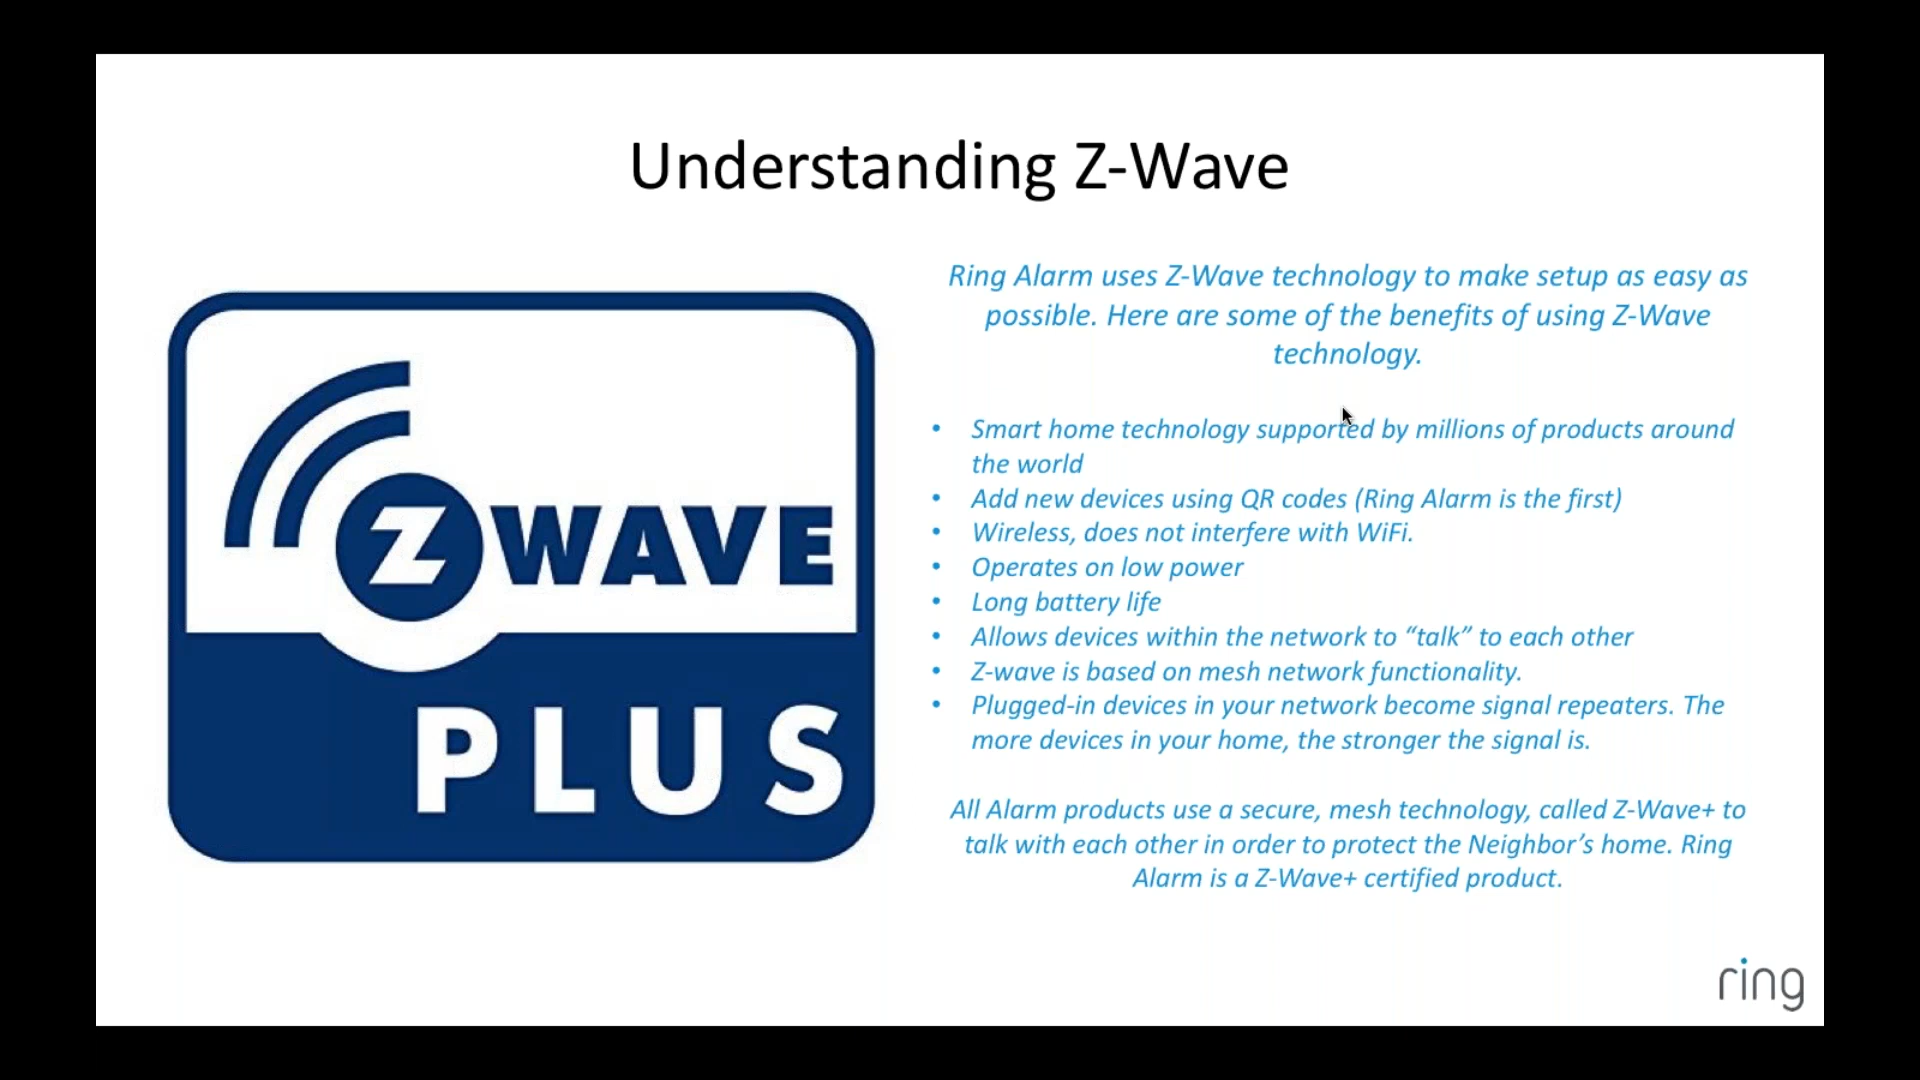 Understanding Z-Wave
Z WAVE
PLUS
Ring Alarm uses Z-Wave technology to make setup as easy as
possible. Here are some of the benefits of using Z-Wave
technology.
• Smart home technology supported by millions of products around
the world
• Add new devices using QR codes (Ring Alarm is the first)
• Wireless, does not interfere with WiFi.
• Operates on low power
• Long battery life
• Allows devices within the network to “talk” to each other
• Z-wave is based on mesh network functionality.
• Plugged-in devices in your network become signal repeaters. The
more devices in your home, the stronger the signal is.
All Alarm products use a secure, mesh technology, called Z-Wave+ to
talk with each other in order to protect the Neighbor’s home. Ring
Alarm is a Z-Wave+ certified product.
ring